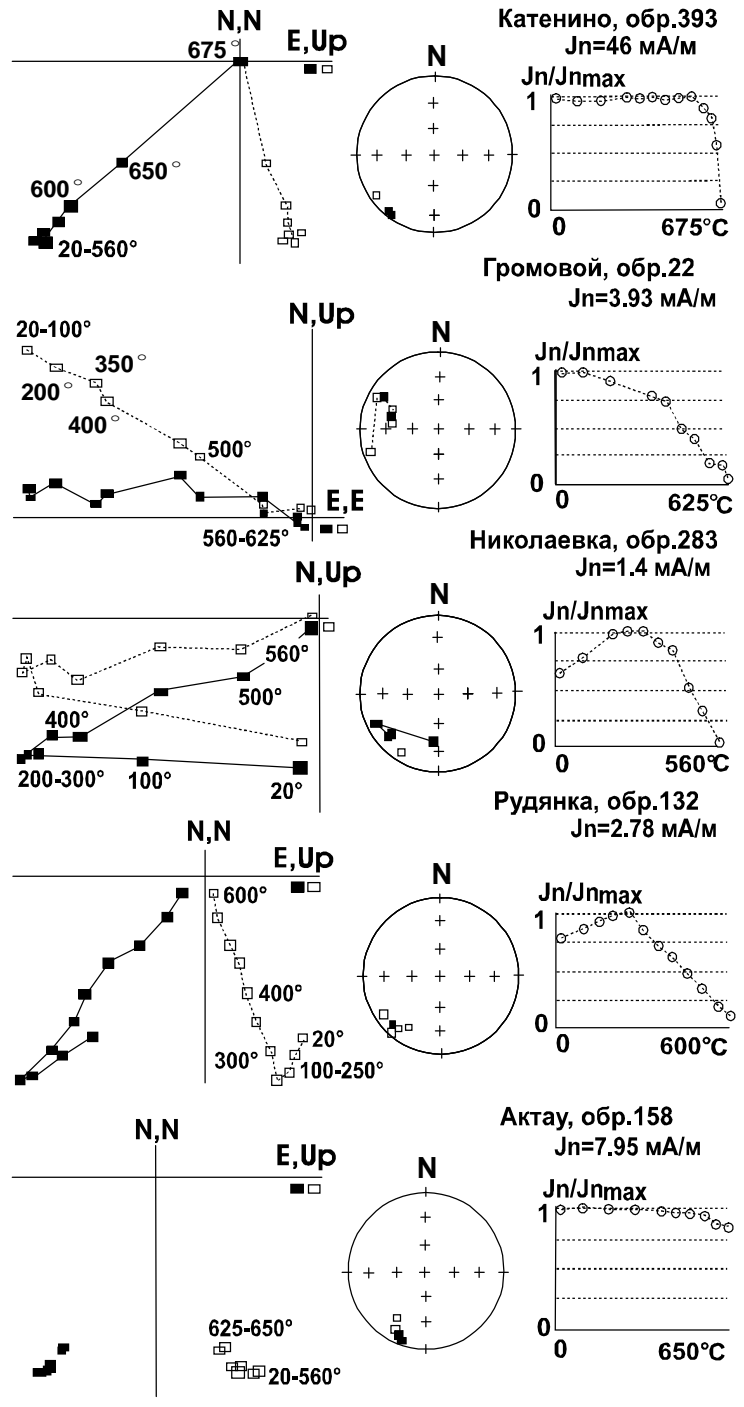 Катенино, обр.393
Jn=46 мА/м
N,N
E,Up
675°
650°
600°
20-560°
N
Jn/Jnmax
1
0
0
675°C
Громовой, обр.22
Jn=3.93 мА/м
N,Up
20-100°
350°
200°
400°
500°
E,E
560-625°
N
Jn/Jnmax
1
0
0
625°C
Николаевка, обр.283
Jn=1.4 мА/м
N,Up
560°
500°
400°
200-300°
100°
20°
N
Jn/Jnmax
1
0
0
560°C
Рудянка, обр.132
Jn=2.78 мА/м
N,N
E,Up
600°
400°
20°
300°
100-250°
N
Jn/Jnmax
1
0
0
600°C
Актау, обр.158
Jn=7.95 мА/м
N,N
E,Up
625-650°
20-560°
N
Jn/Jnmax
1
0
0
650°C